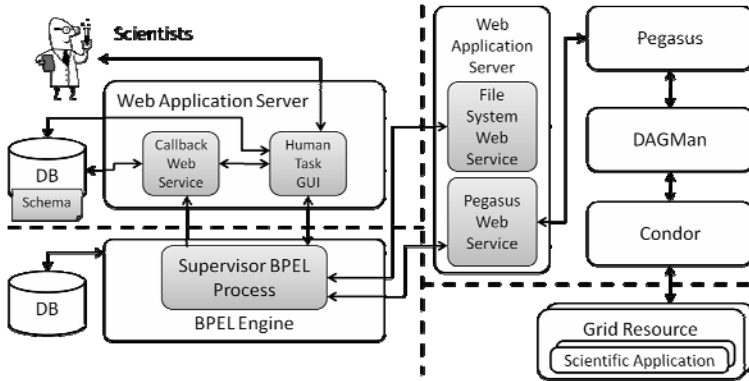 Scientists
Web Application Server
Callback
Web
Service
Human
Task
GUI
DB
Schema
DB
Supervisor BPEL
Process
BPEL Engine
Web
Application
Server
File
System
Web
Service
Pegasus
Web
Service
Pegasus
DAGMan
Condor
Grid Resource
Scientific Application